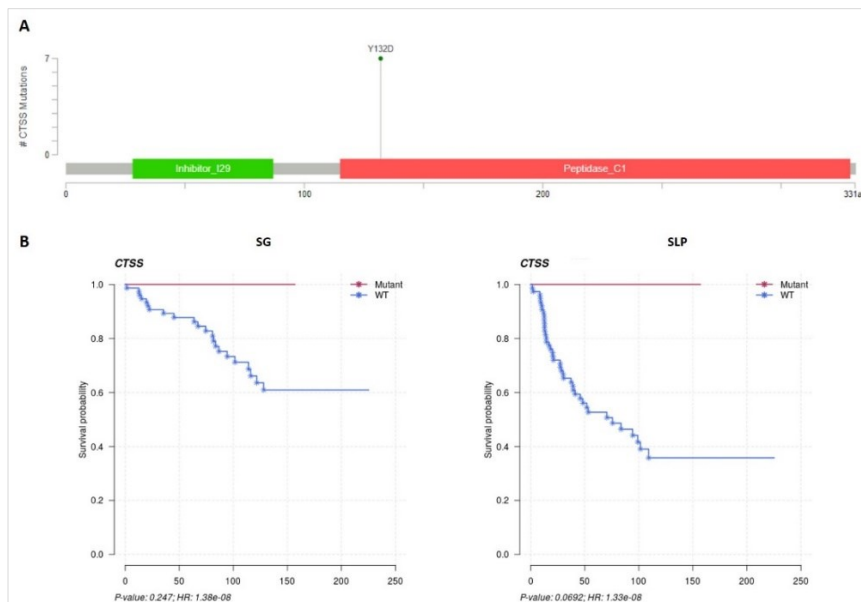 A
Y132D
7
# CTSS Mutations
0
Inhibitor_I29
Peptidase_C1
0
100
200
331a
B
SG
SLP
CTSS
Mutant
WT
1.0
0.8
0.6
0.4
0.2
0.0
Survival probability
0
50
100
150
200
250
P-value: 0.247; HR: 1.38e-08
CTSS
Mutant
WT
1.0
0.8
0.6
0.4
0.2
0.0
Survival probability
0
50
100
150
200
250
P-value: 0.0692; HR: 1.33e-08